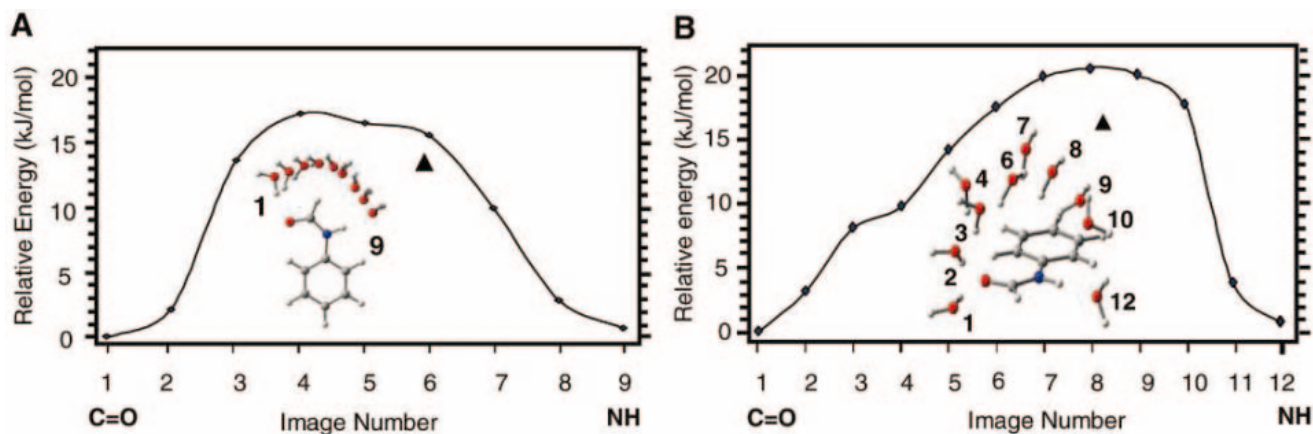 A
Relative Energy (kJ/mol)
20
15
10
5
0
1
9
1 2 3 4 5 6 7 8 9
C=O Image Number NH
B
Relative energy (kJ/mol)
20
15
10
5
0
7
6
8
4
9
10
3
2
12
1
1 2 3 4 5 6 7 8 9 10 11 12
C=O Image Number NH